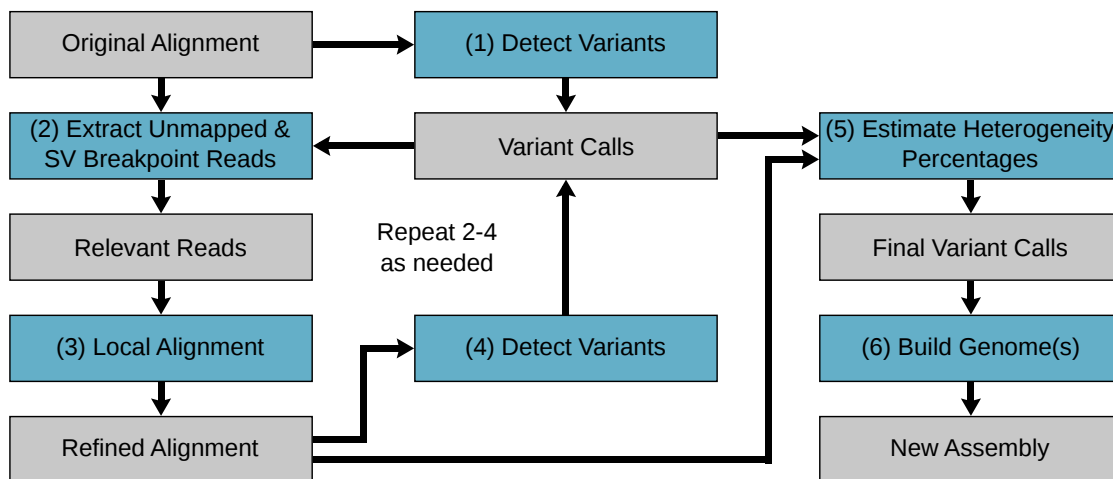 Original Alignment
(1) Detect Variants
(2) Extract Unmapped &
SV Breakpoint Reads
Variant Calls
(5) Estimate Heterogeneity
Percentages
Relevant Reads
Repeat 2-4
as needed
Final Variant Calls
(3) Local Alignment
(4) Detect Variants
(6) Build Genome(s)
Refined Alignment
New Assembly